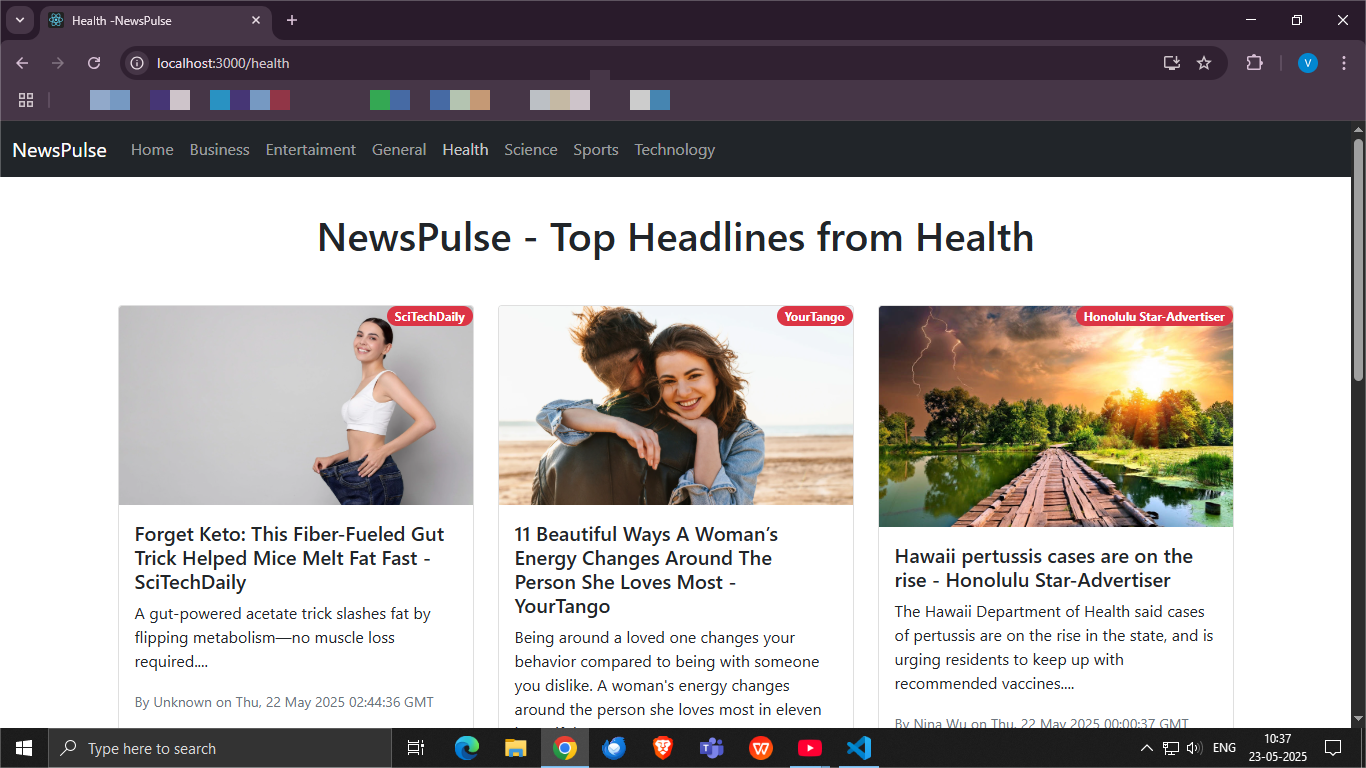 Health -NewsPulse
localhost:3000/health
V
NewsPulse Home Business Entertaiment General Health Science Sports Technology
NewsPulse - Top Headlines from Health
SciTechDaily
Forget Keto: This Fiber-Fueled Gut
Trick Helped Mice Melt Fat Fast -
SciTechDaily
A gut-powered acetate trick slashes fat by
flipping metabolism—no muscle loss
required....
By Unknown on Thu, 22 May 2025 02:44:36 GMT
YourTango
11 Beautiful Ways A Woman’s
Energy Changes Around The
Person She Loves Most -
YourTango
Being around a loved one changes your
behavior compared to being with someone
you dislike. A woman's energy changes
around the person she loves most in eleven
Honolulu Star-Advertiser
Hawaii pertussis cases are on the
rise - Honolulu Star-Advertiser
The Hawaii Department of Health said cases
of pertussis are on the rise in the state, and is
urging residents to keep up with
recommended vaccines....
By Nina Wu on Thu, 22 May 2025 00:00:37 GMT
Type here to search
ENG
10:37
23-05-2025